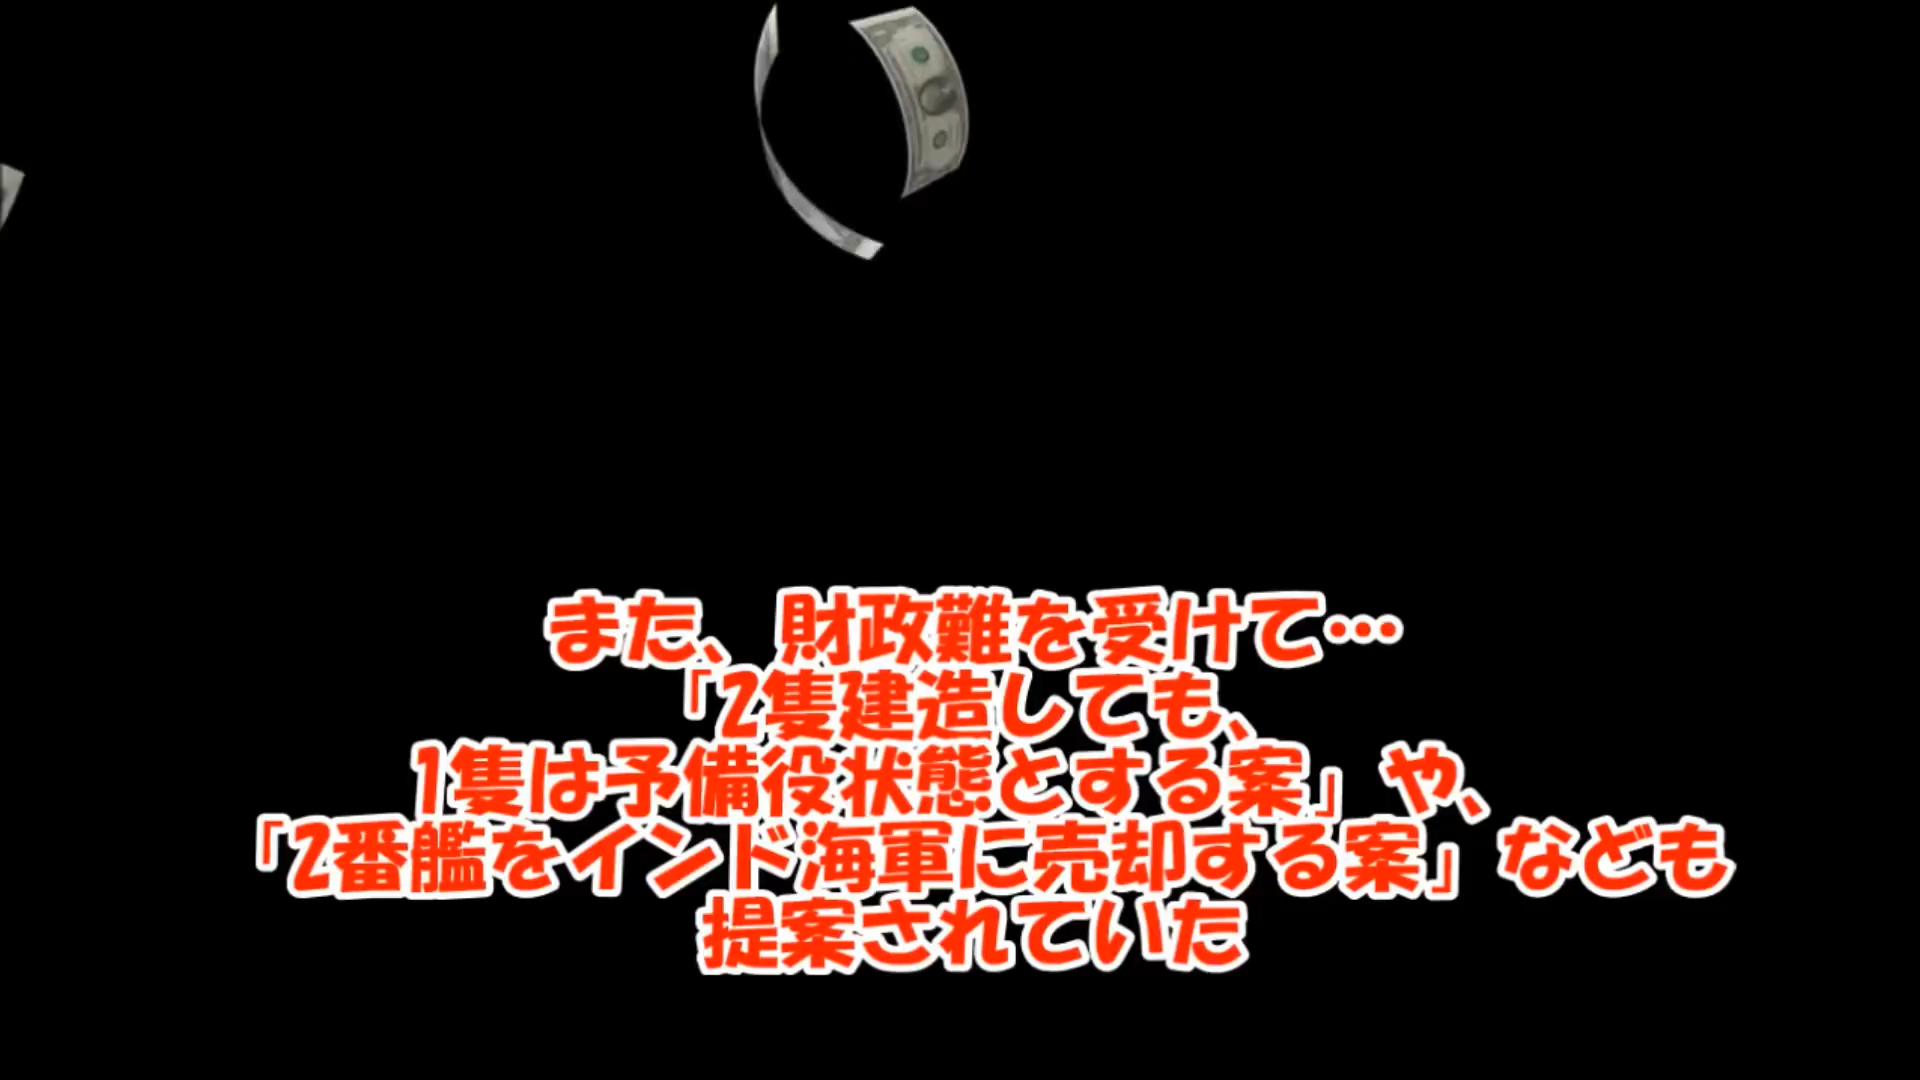 また、財政難を受けて…
「2隻建造しても、
1隻は予備役状態とする案」や、
「2番艦をインド海軍に売却する案」なども
提案されていた